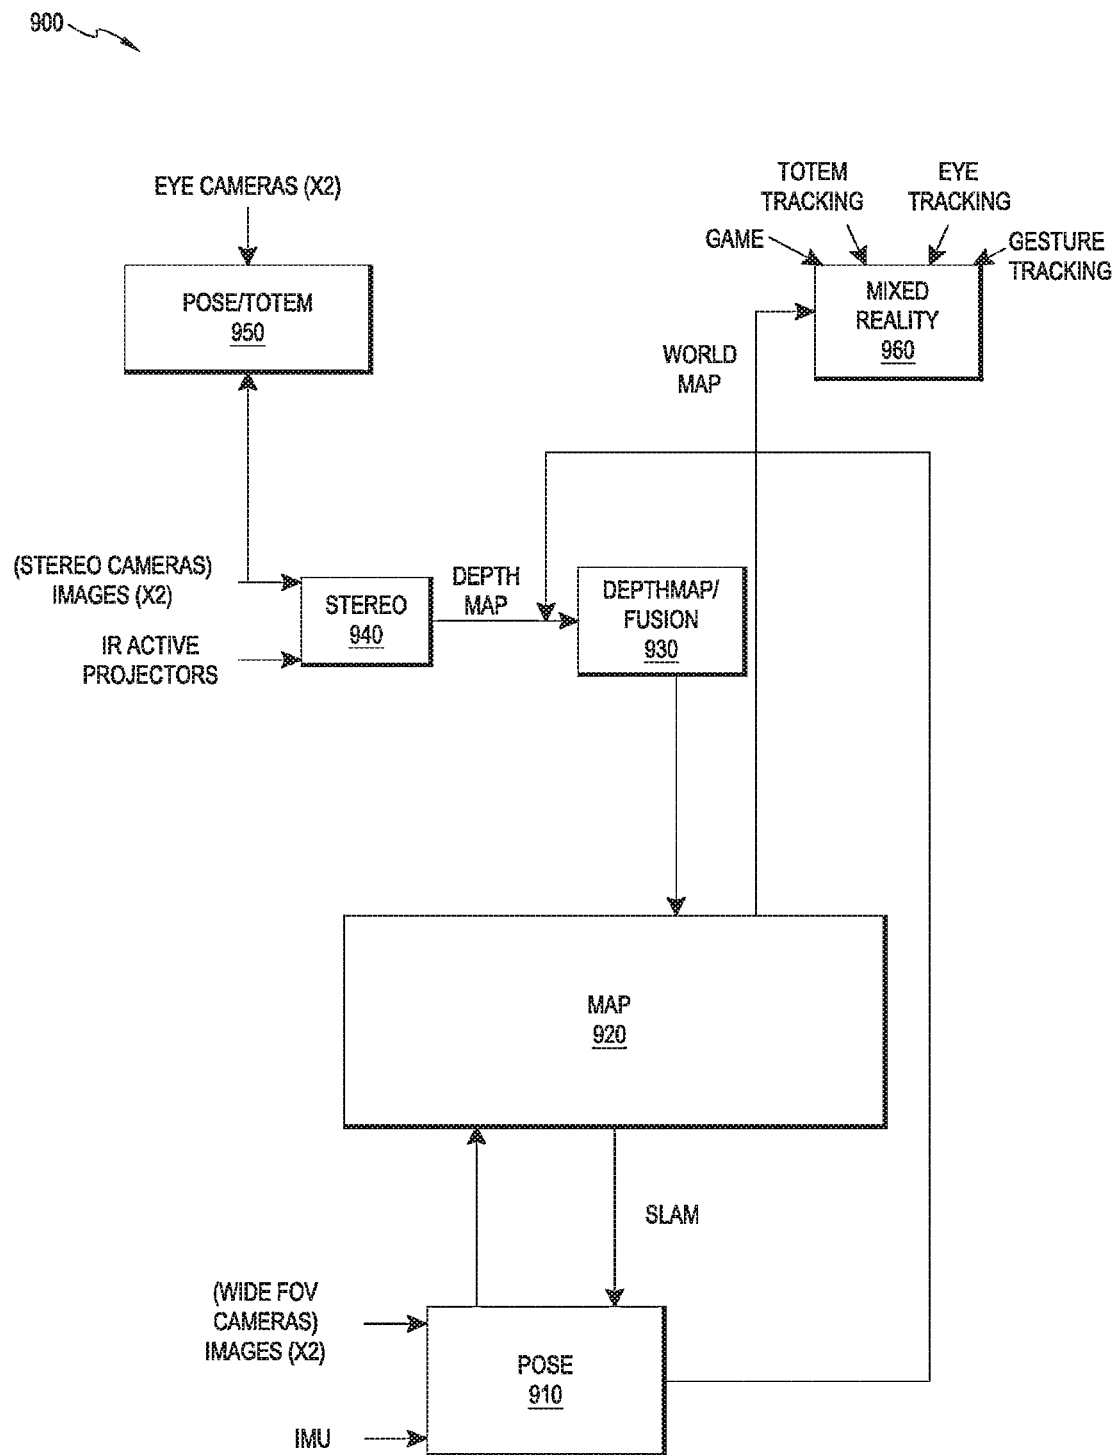 900
EYE CAMERAS (X2)
POSE/TOTEM
950
TOTEM
TRACKING
EYE
TRACKING
GAME
GESTURE
TRACKING
MIXED
REALITY
960
WORLD
MAP
(STEREO CAMERAS)
IMAGES (X2)
IR ACTIVE
PROJECTORS
STEREO
940
DEPTH
MAP
DEPTHMAP/
FUSION
930
MAP
920
SLAM
(WIDE FOV
CAMERAS)
IMAGES (X2)
IMU
POSE
910